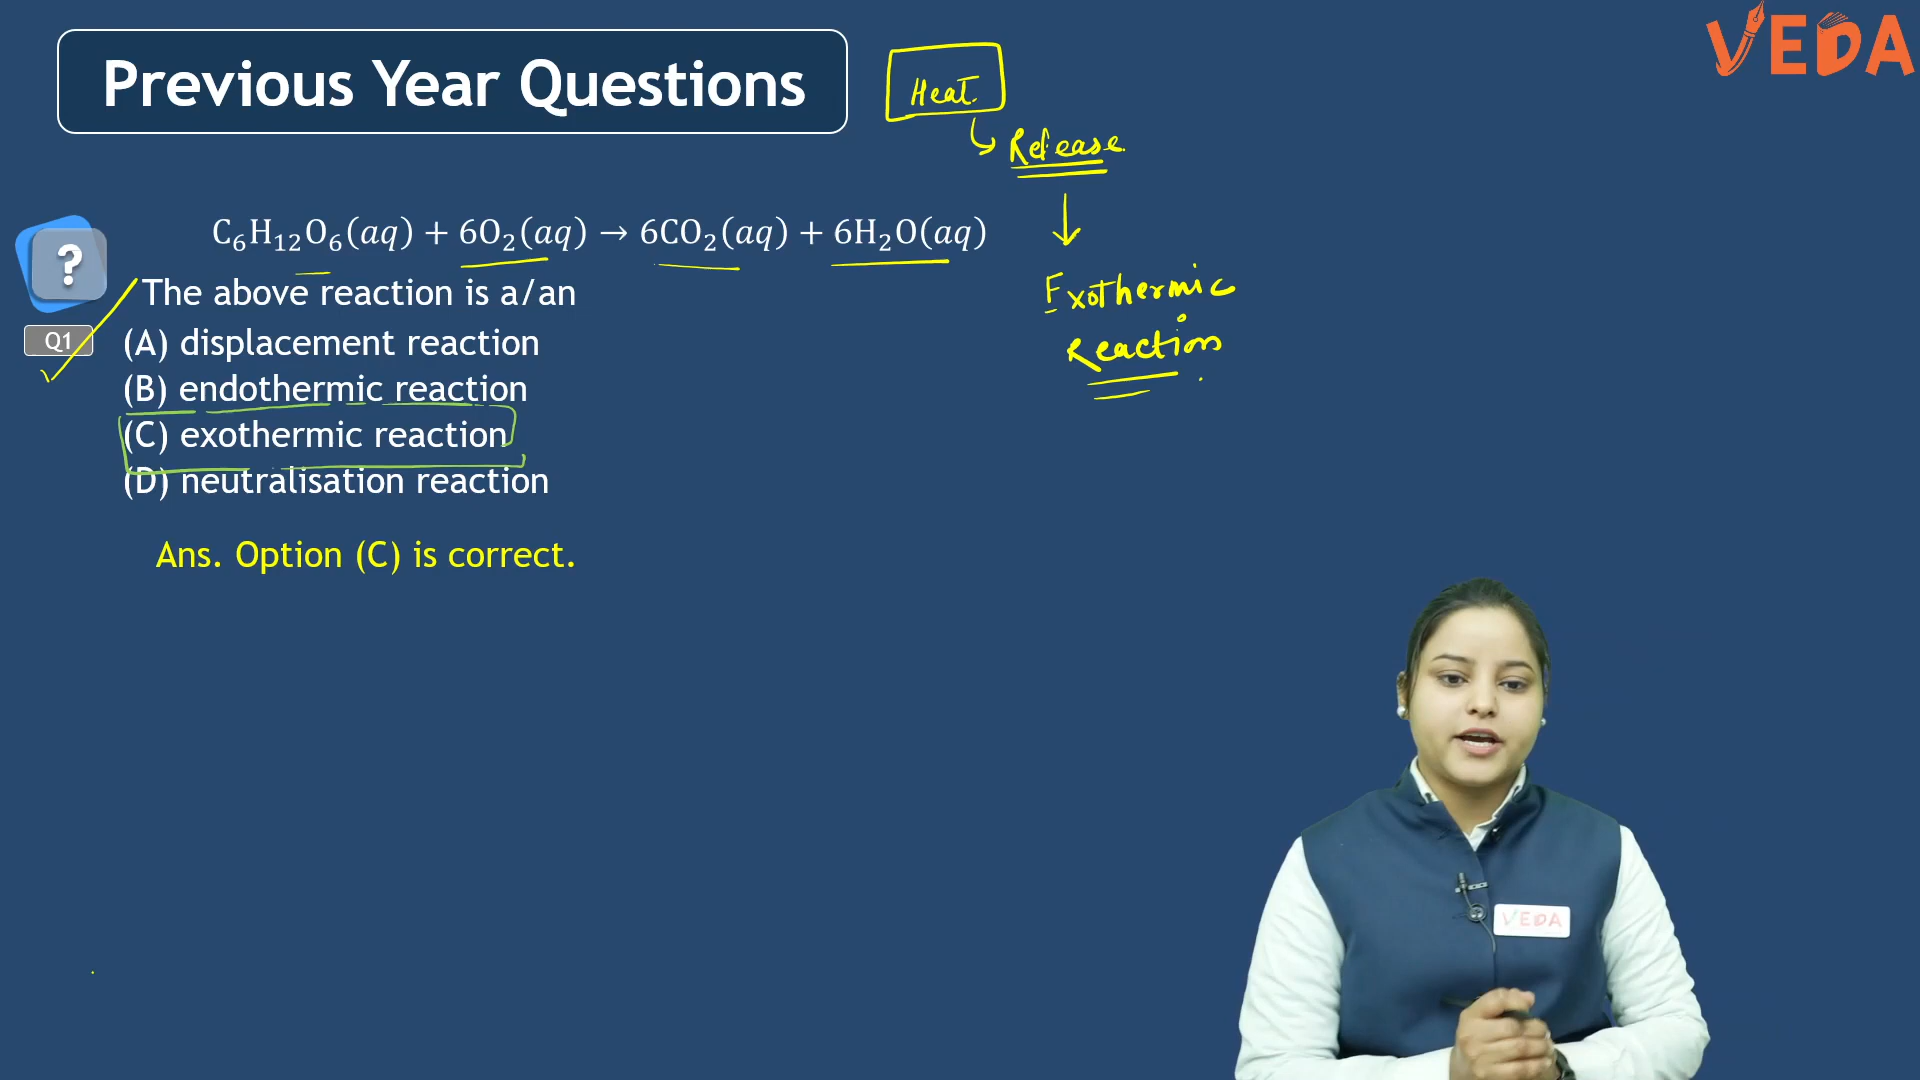 VEDA
Previous Year Questions
Heat.
Release.
C₆H₁₂O₆(aq) + 6O₂(aq) → 6CO₂(aq) + 6H₂O(aq)
?
The above reaction is a/an
Exothermic
Reaction
Q1
(A) displacement reaction
(B) endothermic reaction
(C) exothermic reaction
(D) neutralisation reaction
Ans. Option (C) is correct.
VEDA